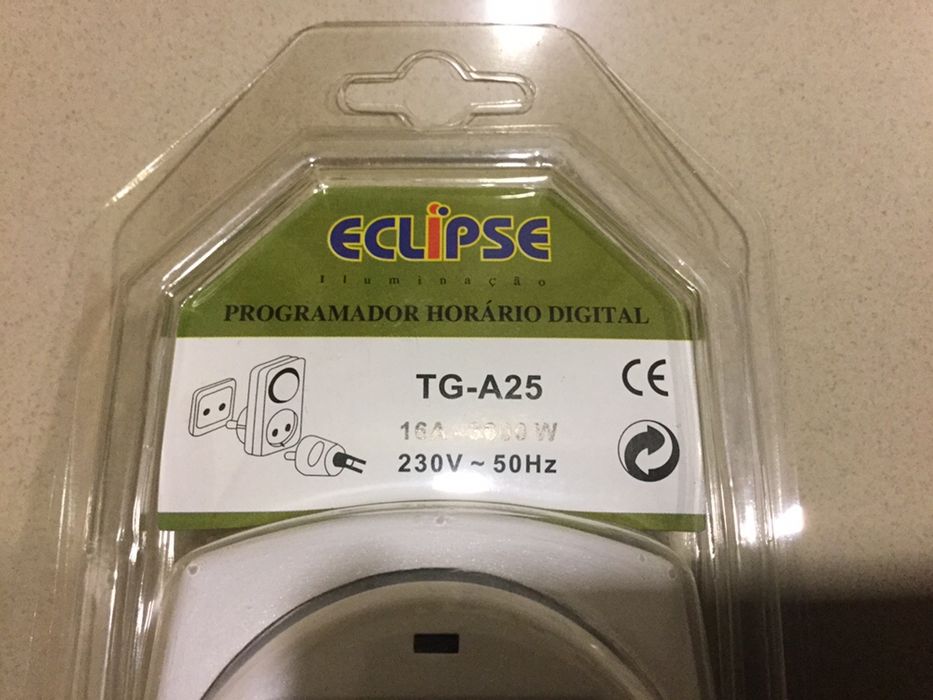 ECLIPSE
Iluminação
PROGRAMADOR HORÁRIO DIGITAL
TG-A25
CE
16A W
230V ~ 50Hz